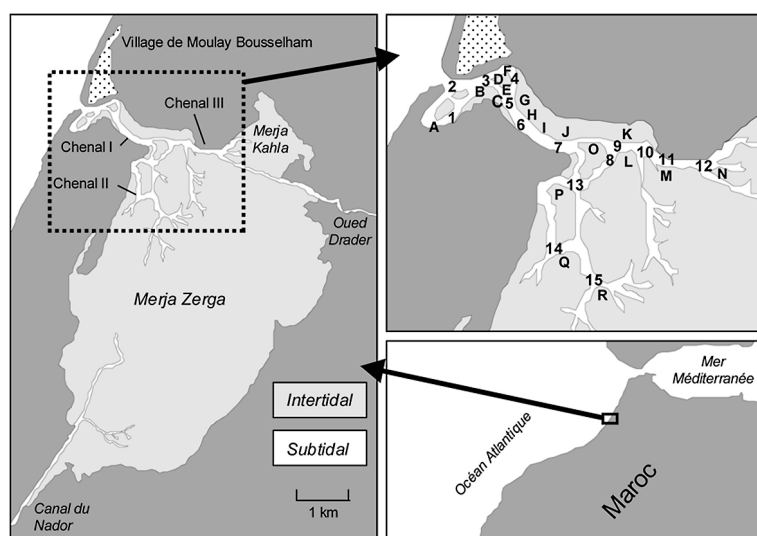 Village de Moulay Bousselham
Chenal III
Merja
Kahla
Chenal I
Chenal II
Oued
Drader
Merja Zerga
Intertidal
Subtidal
1 km
Canal du
Nador
F
2 3 D 4
B E
C 5 G
1 H
A 6 I J K
7 O 9 10
8 L 11 12
M N
P 13
14
Q
15
R
Mer
Méditerranée
Océan Atlantique
Maroc